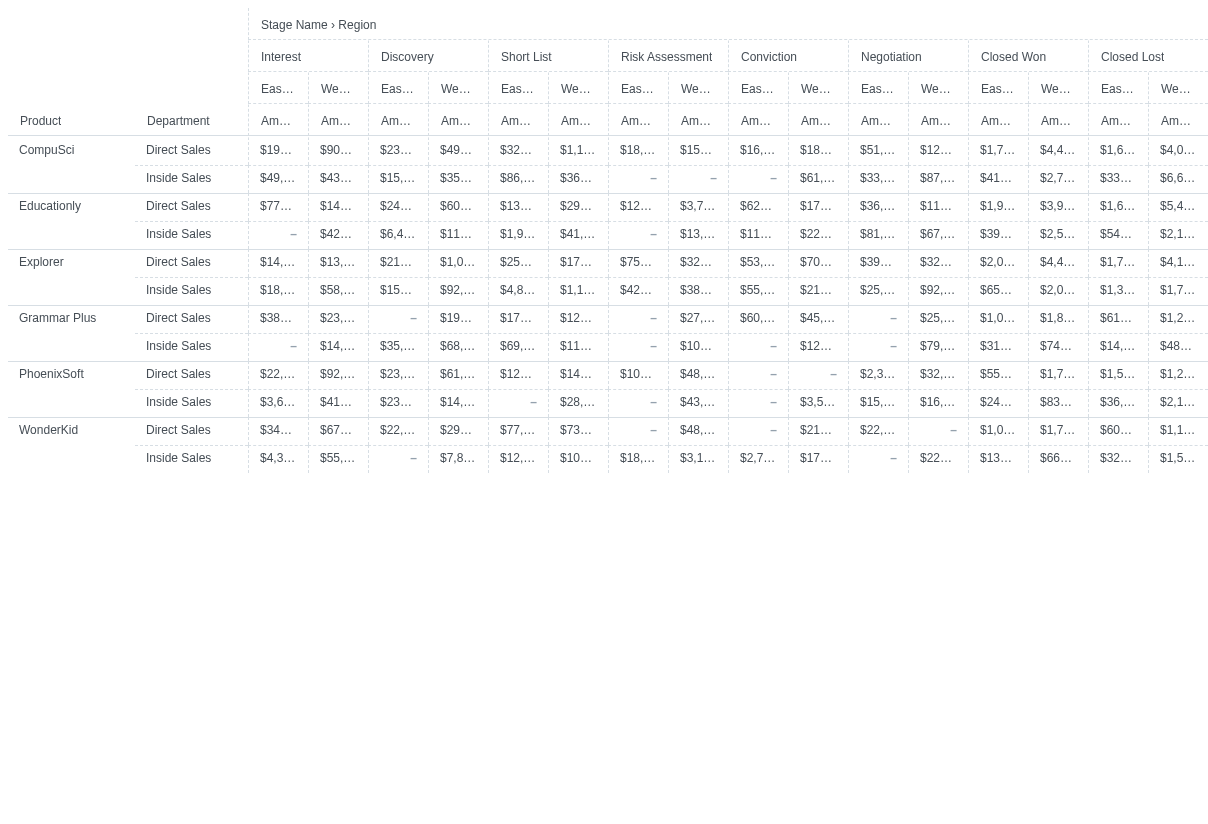 Stage Name › Region
Interest Discovery Short List Risk Assessment Conviction Negotiation Closed Won Closed Lost
Eas… We… Eas… We… Eas… We… Eas… We… Eas… We… Eas… We… Eas… We… Eas… We…
Product Department Am… Am… Am… Am… Am… Am… Am… Am… Am… Am… Am… Am… Am… Am… Am… Am…
CompuSci Direct Sales $19… $90… $23… $49… $32… $1,1… $18,… $15… $16,… $18… $51,… $12… $1,7… $4,4… $1,6… $4,0…
Inside Sales $49,… $43… $15,… $35… $86,… $36… – – – $61,… $33,… $87,… $41… $2,7… $33… $6,6…
Educationly Direct Sales $77… $14… $24… $60… $13… $29… $12… $3,7… $62… $17… $36,… $11… $1,9… $3,9… $1,6… $5,4…
Inside Sales – $42… $6,4… $11… $1,9… $41,… – $13,… $11… $22… $81,… $67,… $39… $2,5… $54… $2,1…
Explorer Direct Sales $14,… $13,… $21… $1,0… $25… $17… $75… $32… $53,… $70… $39… $32… $2,0… $4,4… $1,7… $4,1…
Inside Sales $18,… $58,… $15… $92,… $4,8… $1,1… $42… $38… $55,… $21… $25,… $92,… $65… $2,0… $1,3… $1,7…
Grammar Plus Direct Sales $38… $23,… – $19… $17… $12… – $27,… $60,… $45,… – $25,… $1,0… $1,8… $61… $1,2…
Inside Sales – $14,… $35,… $68,… $69,… $11… – $10… – $12… – $79,… $31… $74… $14,… $48…
PhoenixSoft Direct Sales $22,… $92,… $23,… $61,… $12… $14… $10… $48,… – – $2,3… $32,… $55… $1,7… $1,5… $1,2…
Inside Sales $3,6… $41… $23… $14,… – $28,… – $43,… – $3,5… $15,… $16,… $24… $83… $36,… $2,1…
WonderKid Direct Sales $34… $67… $22,… $29… $77,… $73… – $48,… – $21… $22,… – $1,0… $1,7… $60… $1,1…
Inside Sales $4,3… $55,… – $7,8… $12,… $10… $18,… $3,1… $2,7… $17… – $22… $13… $66… $32… $1,5…